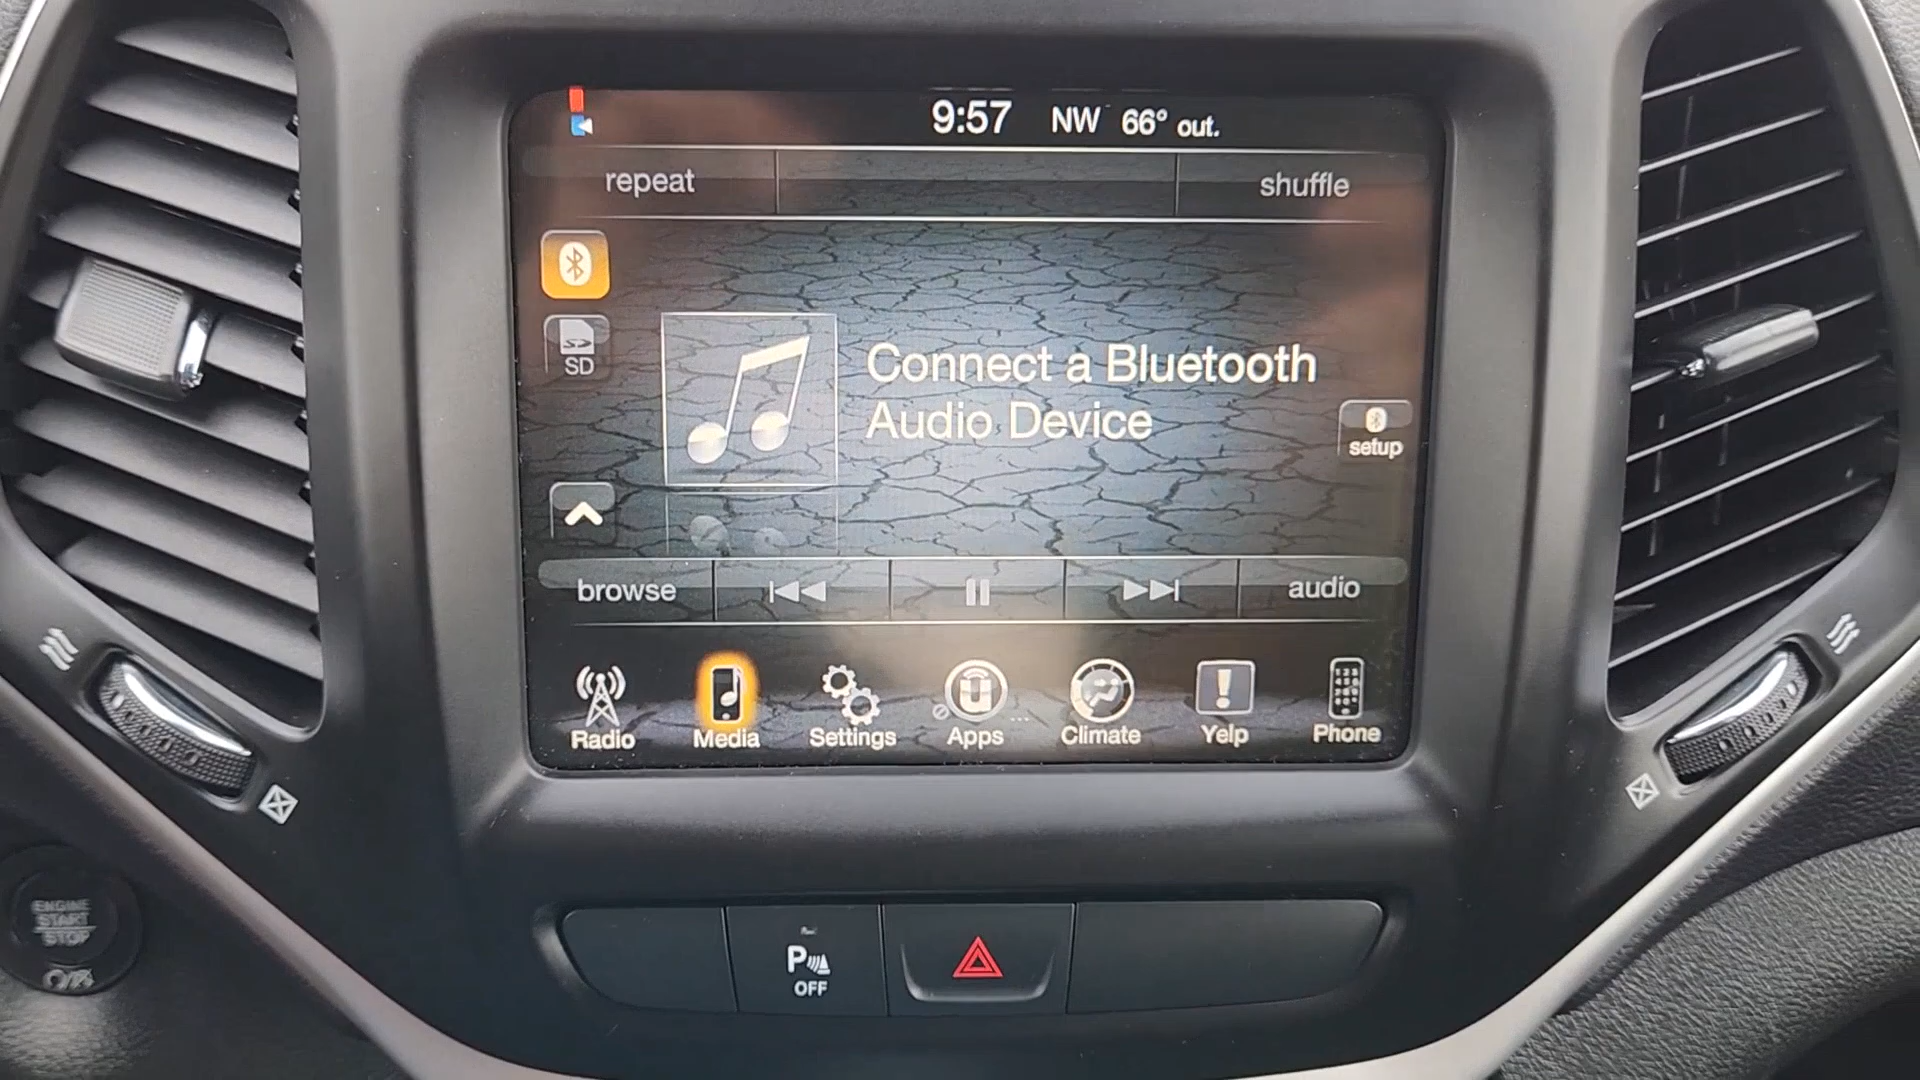 9:57 NW 66° out.
repeat
shuffle
SD
Connect a Bluetooth
Audio Device
setup
browse
audio
Radio
Media
Settings
Apps
Climate
Yelp
Phone
ENGINE
START
STOP
P
OFF